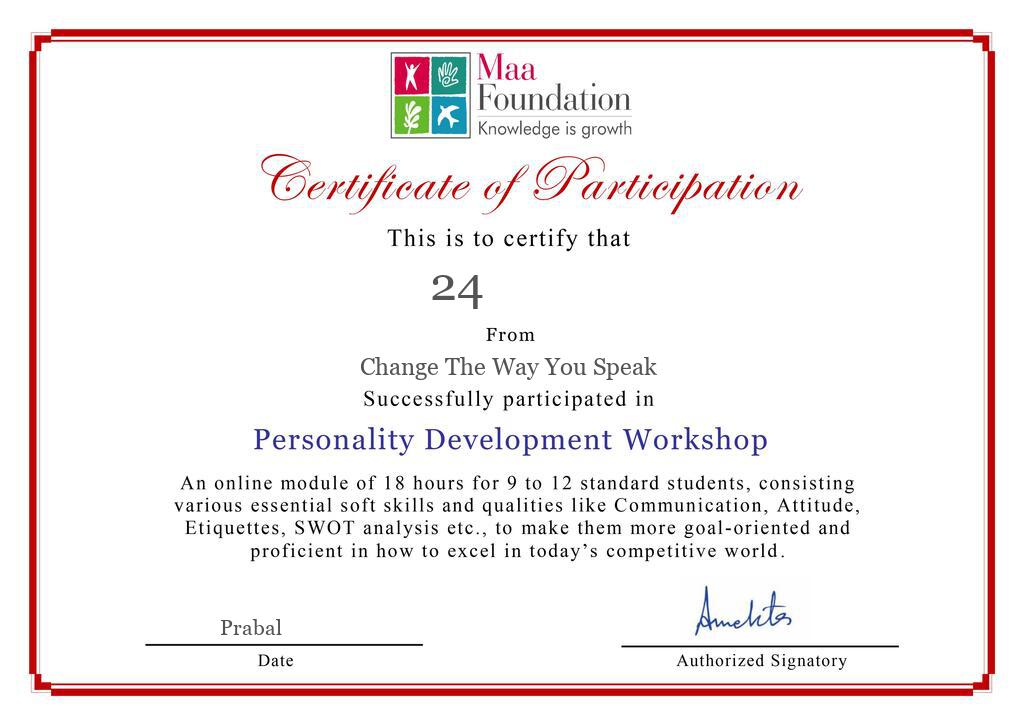 Maa
Foundation
Knowledge is growth
Certificate of Participation
This is to certify that
24
From
Change The Way You Speak
Successfully participated in
Personality Development Workshop
An online module of 18 hours for 9 to 12 standard students, consisting
various essential soft skills and qualities like Communication, Attitude,
Etiquettes, SWOT analysis etc., to make them more goal-oriented and
proficient in how to excel in today's competitive world.
Prabal
Date
Authorized Signatory